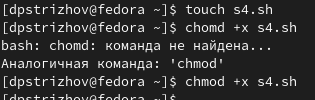 [dpstrizhov@fedora ~]$ touch s4.sh
[dpstrizhov@fedora ~]$ chomd +x s4.sh
bash: chomd: команда не найдена...
Аналогичная команда: 'chmod'
[dpstrizhov@fedora ~]$ chmod +x s4.sh
[dpstrizhov@fedora ~]$